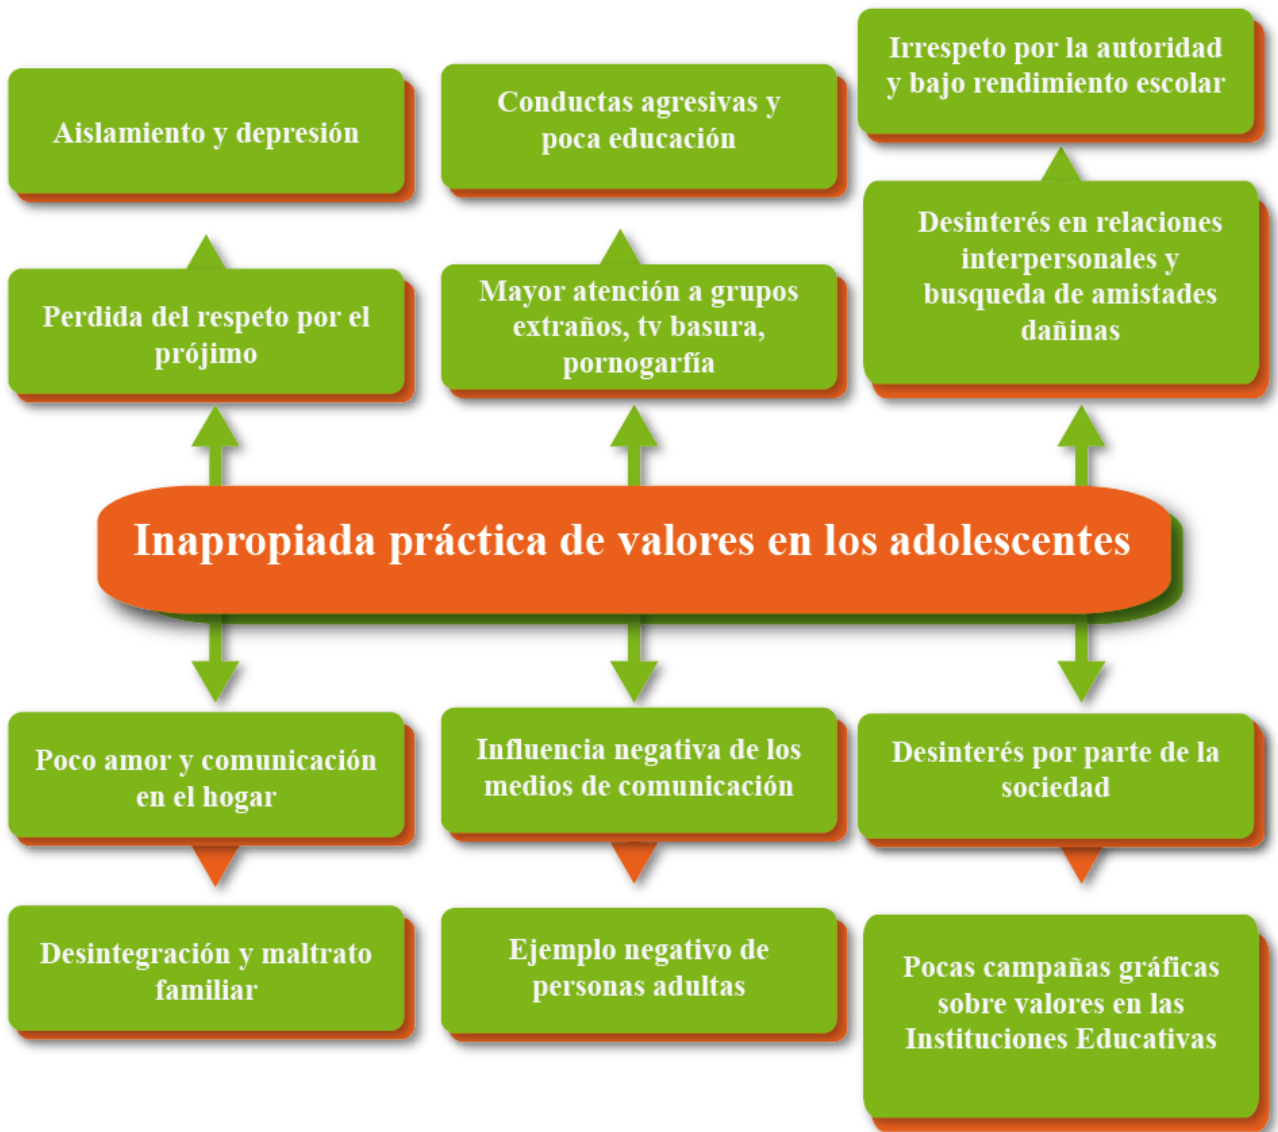 Aislamiento y depresión
Conductas agresivas y
poca educación
Irrespeto por la autoridad
y bajo rendimiento escolar
Perdida del respeto por el
prójimo
Mayor atención a grupos
extraños, tv basura,
pornogarfía
Desinterés en relaciones
interpersonales y
busqueda de amistades
dañinas
Inapropiada práctica de valores en los adolescentes
Poco amor y comunicación
en el hogar
Influencia negativa de los
medios de comunicación
Desinterés por parte de la
sociedad
Desintegración y maltrato
familiar
Ejemplo negativo de
personas adultas
Pocas campañas gráficas
sobre valores en las
Instituciones Educativas